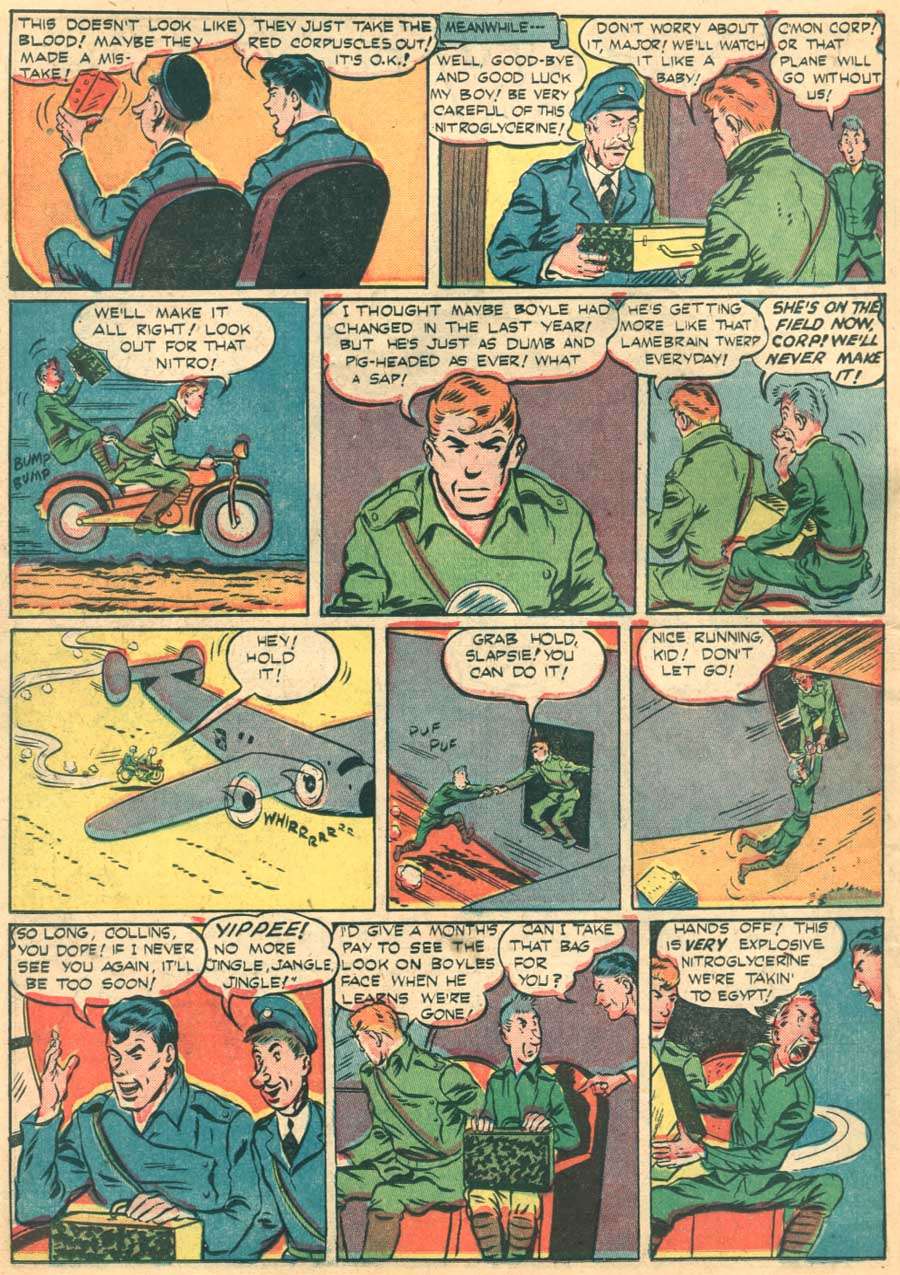 THIS DOESN'T LOOK LIKE
BLOOD! MAYBE THEY
MADE A MIS-
TAKE!
THEY JUST TAKE THE
RED CORPUSCLES OUT!
IT'S O.K.!
MEANWHILE---
WELL, GOOD-BYE
AND GOOD LUCK
MY BOY! BE VERY
CAREFUL OF THIS
NITROGLYCERINE!
DON'T WORRY ABOUT
IT, MAJOR! WE'LL WATCH
IT LIKE A
BABY!
C'MON CORP!
OR THAT
PLANE WILL
GO WITHOUT
US!
WE'LL MAKE IT
ALL RIGHT! LOOK
OUT FOR THAT
NITRO!
BUMP
BUMP
I THOUGHT MAYBE BOYLE HAD
CHANGED IN THE LAST YEAR!
BUT HE'S JUST AS DUMB AND
PIG-HEADED AS EVER! WHAT
A SAP!
HE'S GETTING
MORE LIKE THAT
LAMEBRAIN TWERP
EVERYDAY!
SHE'S ON THE
FIELD NOW,
CORP! WE'LL
NEVER MAKE
IT!
HEY!
HOLD
IT!
WHIRRRRRRR
GRAB HOLD,
SLAPSIE! YOU
CAN DO IT!
PUF
PUF
NICE RUNNING,
KID! DON'T
LET GO!
SO LONG, COLLINS,
YOU DOPE! IF I NEVER
SEE YOU AGAIN, IT'LL
BE TOO SOON!
YIPPEE!
NO MORE
JINGLE, JANGLE,
JINGLE!"
I'D GIVE A MONTH'S
PAY TO SEE THE
LOOK ON BOYLES
FACE WHEN HE
LEARNS WE'RE
GONE!
CAN I TAKE
THAT BAG
FOR
YOU?
HANDS OFF! THIS
IS VERY EXPLOSIVE
NITROGLYCERINE
WE'RE TAKIN'
TO EGYPT!